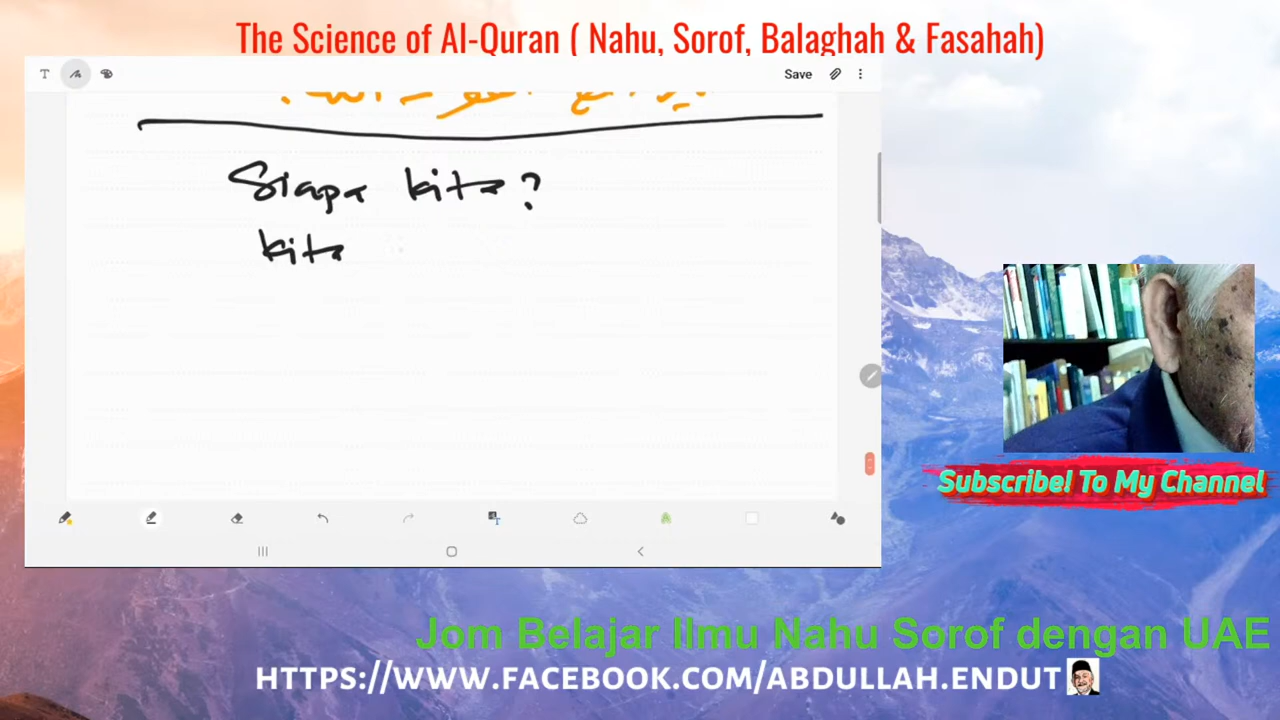 The Science of Al-Quran ( Nahu, Sorof, Balaghah & Fasahah)
T
Save
Siapa kita?
kita
T
Subscribe! To My Channel
Jom Belajar Ilmu Nahu Sorof dengan UAE
HTTPS://WWW.FACEBOOK.COM/ABDULLAH.ENDUT